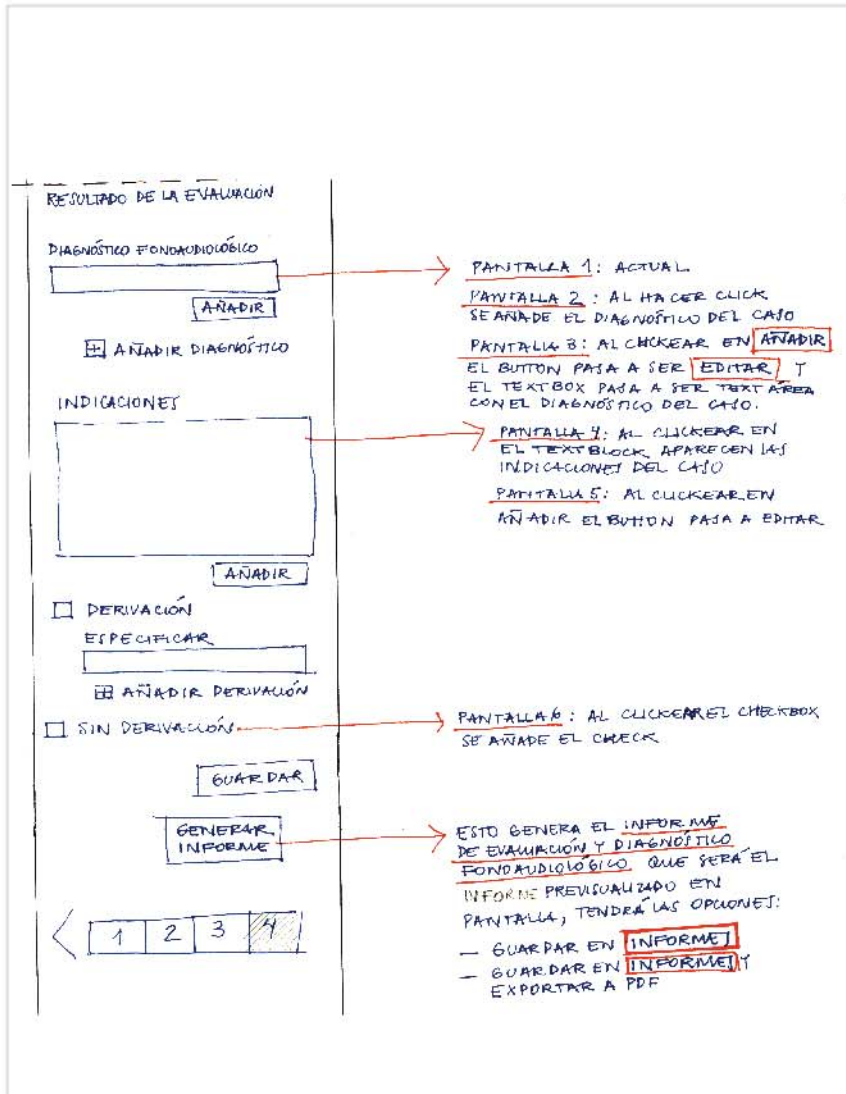 RESULTADO DE LA EVALUACIÓN
DIAGNÓSTICO FONOAUDIOLÓGICO
AÑADIR
AÑADIR DIAGNÓSTICO
INDICACIONES
AÑADIR
DERIVACIÓN
ESPECIFICAR
AÑADIR DERIVACIÓN
SIN DERIVACIÓN
GUARDAR
GENERAR
INFORME
1 2 3 4
PANTALLA 1: ACTUAL
PANTALLA 2: AL HACER CLICK
SE AÑADE EL DIAGNÓSTICO DEL CASO
PANTALLA 3: AL CLICKEAR EN AÑADIR
EL BUTTON PASA A SER EDITAR Y
EL TEXTBOX PASA A SER TEXT ÁREA
CON EL DIAGNÓSTICO DEL CASO.
PANTALLA 4: AL CLICKEAR EN
EL TEXTBLOCK APARECEN LAS
INDICACIONES DEL CASO
PANTALLA 5: AL CLICKEAR EN
AÑADIR EL BUTTON PASA A EDITAR
PANTALLA 6: AL CLICKEAR EL CHECKBOX
SE AÑADE EL CHECK
ESTO GENERA EL INFORME
DE EVALUACIÓN Y DIAGNÓSTICO
FONOAUDIOLÓGICO QUE SERÁ EL
INFORME PREVISUALIZADO EN
PANTALLA, TENDRÁ LAS OPCIONES:
— GUARDAR EN INFORMES
— GUARDAR EN INFORMES Y
EXPORTAR A PDF